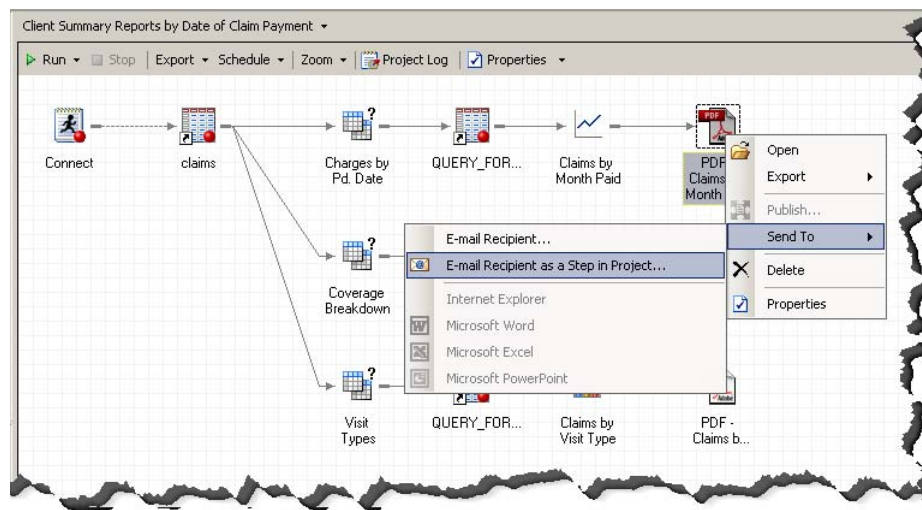 Client Summary Reports by Date of Claim Payment
Run Stop Export Schedule Zoom Project Log Properties
Connect
claims
Charges by
Pd. Date
QUERY_FOR...
Claims by
Month Paid
PDF
Claims
Month
Open
Export
Publish...
Send To
Delete
Properties
E-mail Recipient...
E-mail Recipient as a Step in Project...
Internet Explorer
Microsoft Word
Microsoft Excel
Microsoft PowerPoint
Coverage
Breakdown
Visit
Types
QUERY_FOR...
Claims by
Visit Type
PDF -
Claims b...